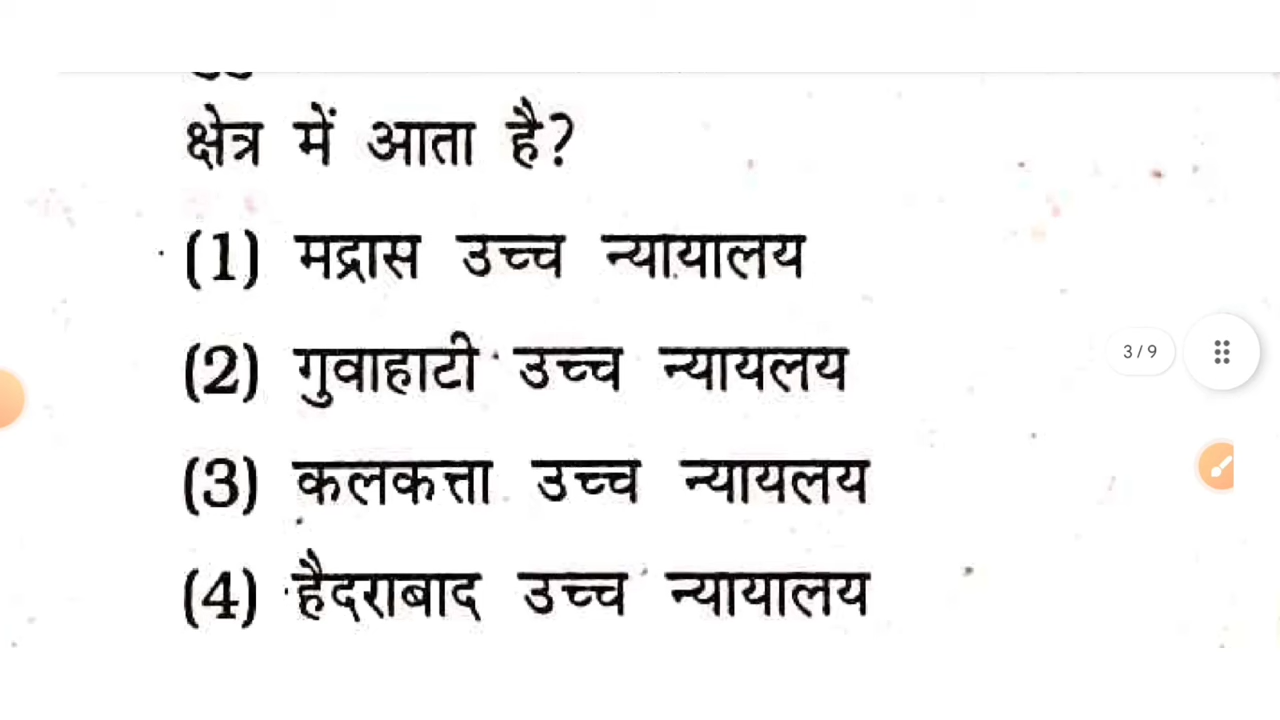 क्षेत्र में आता है?
(1) मद्रास उच्च न्यायालय
(2) गुवाहाटी उच्च न्यायलय
3/9
(3) कलकत्ता उच्च न्यायलय
(4) हैदराबाद उच्च न्यायालय